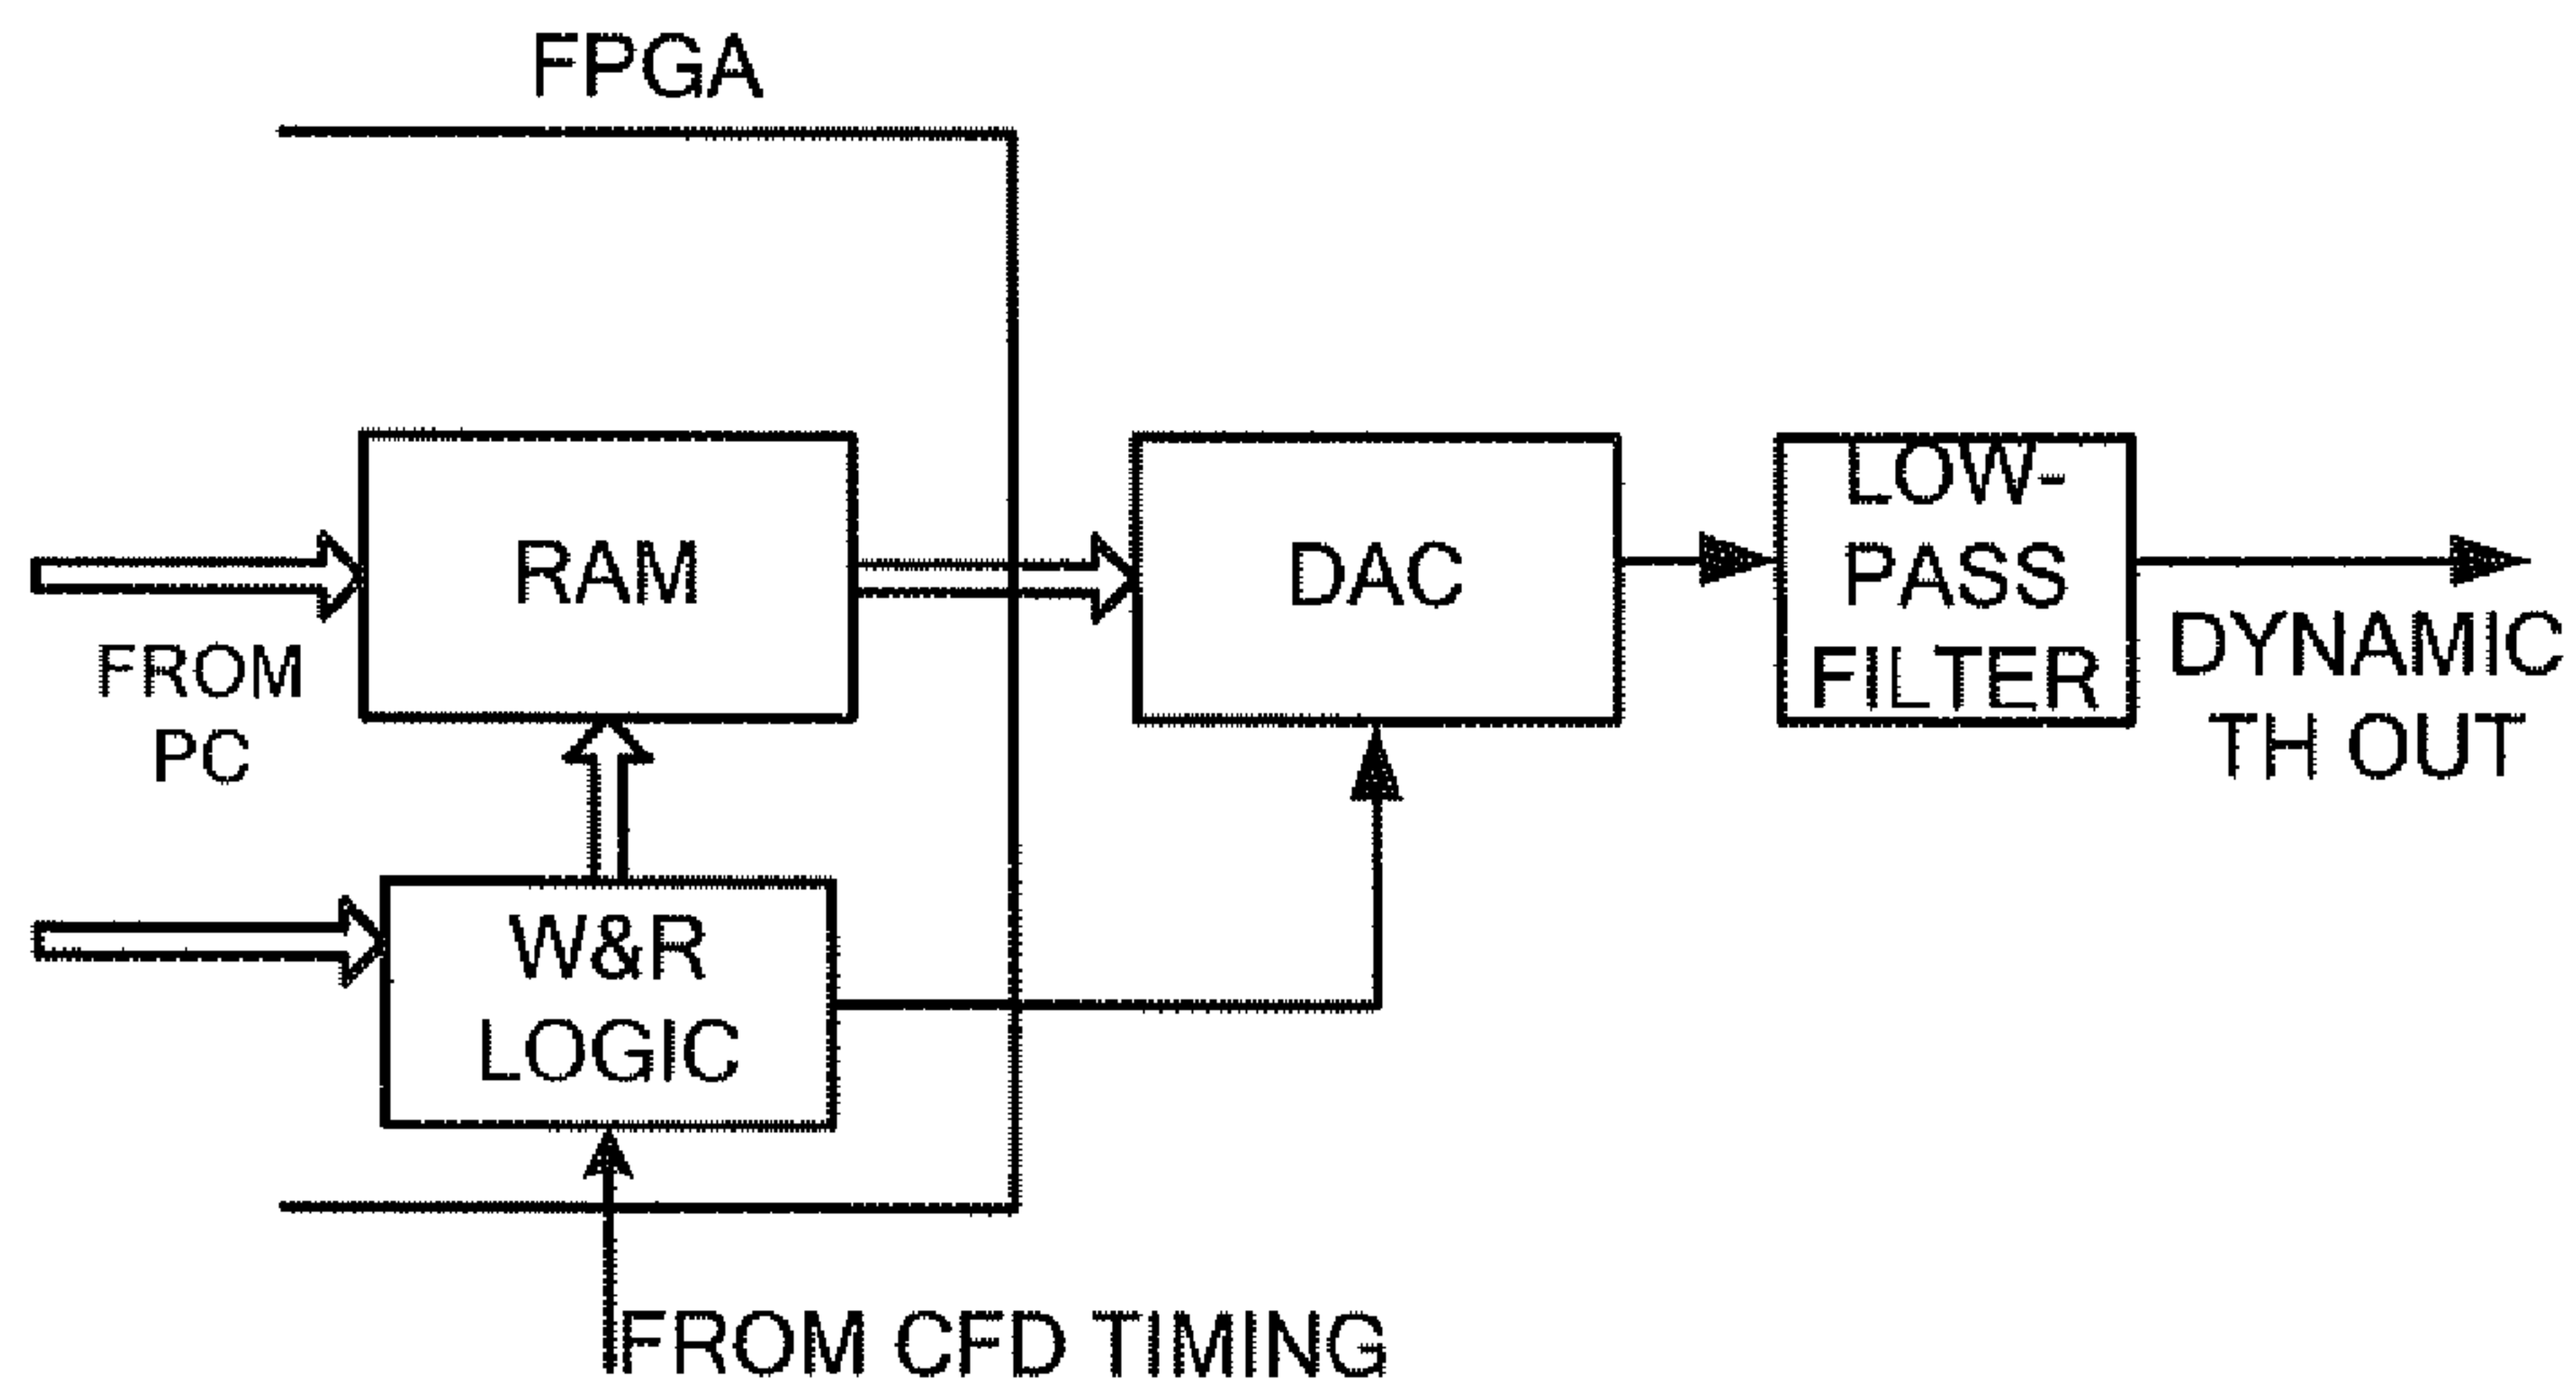 FPGA
RAM
DAC
LOW-
PASS
FILTER
FROM
PC
DYNAMIC
TH OUT
W&R
LOGIC
FROM CFD TIMING